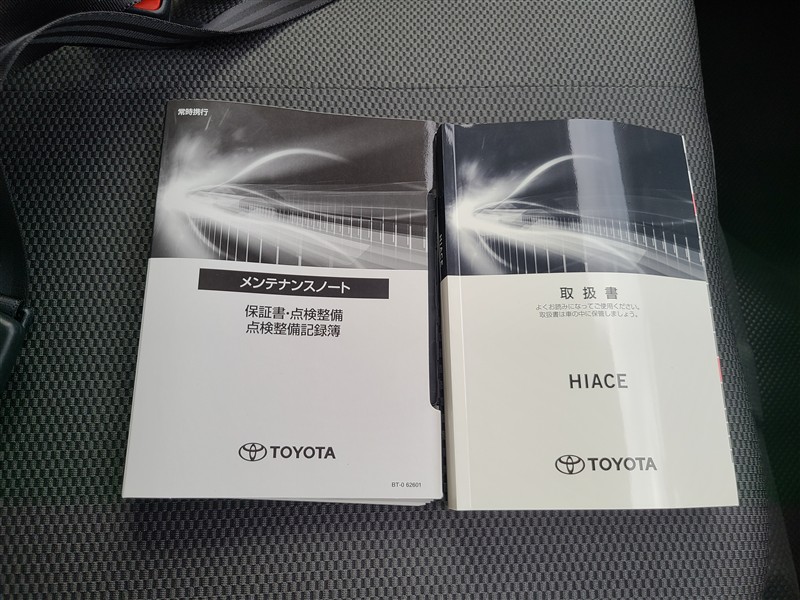 常時携行
メンテナンスノート
保証書・点検整備
点検整備記録簿
TOYOTA
BT-0 62601
HIACE
取扱書
よくお読みになってご使用ください。
取扱書は車の中に保管しましょう。
HIACE
TOYOTA